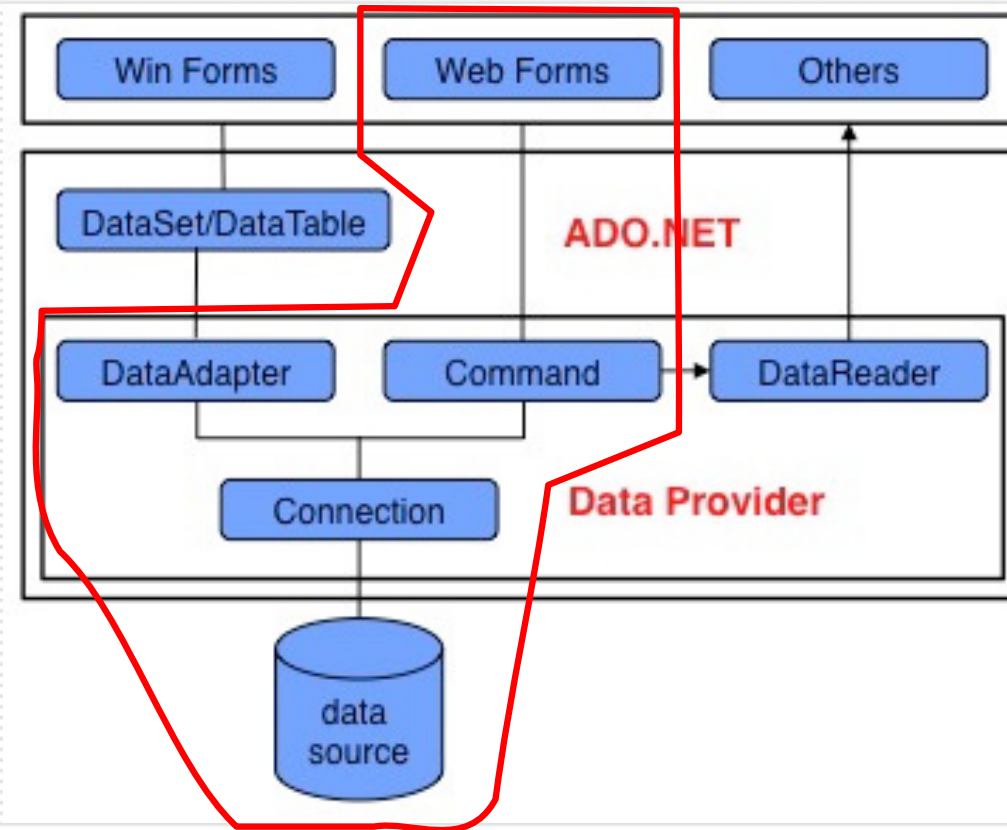 Win Forms
Web Forms
Others
DataSet/DataTable
ADO.NET
DataAdapter
Command
DataReader
Connection
Data Provider
data
source